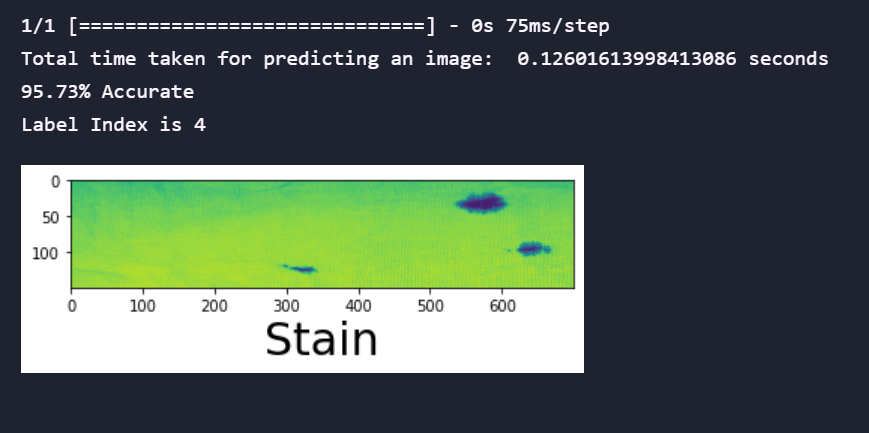 1/1 [==============================] - 0s 75ms/step
Total time taken for predicting an image:  0.12601613998413086 seconds
95.73% Accurate
Label Index is 4
0
50
100
0 100 200 300 400 500 600
Stain